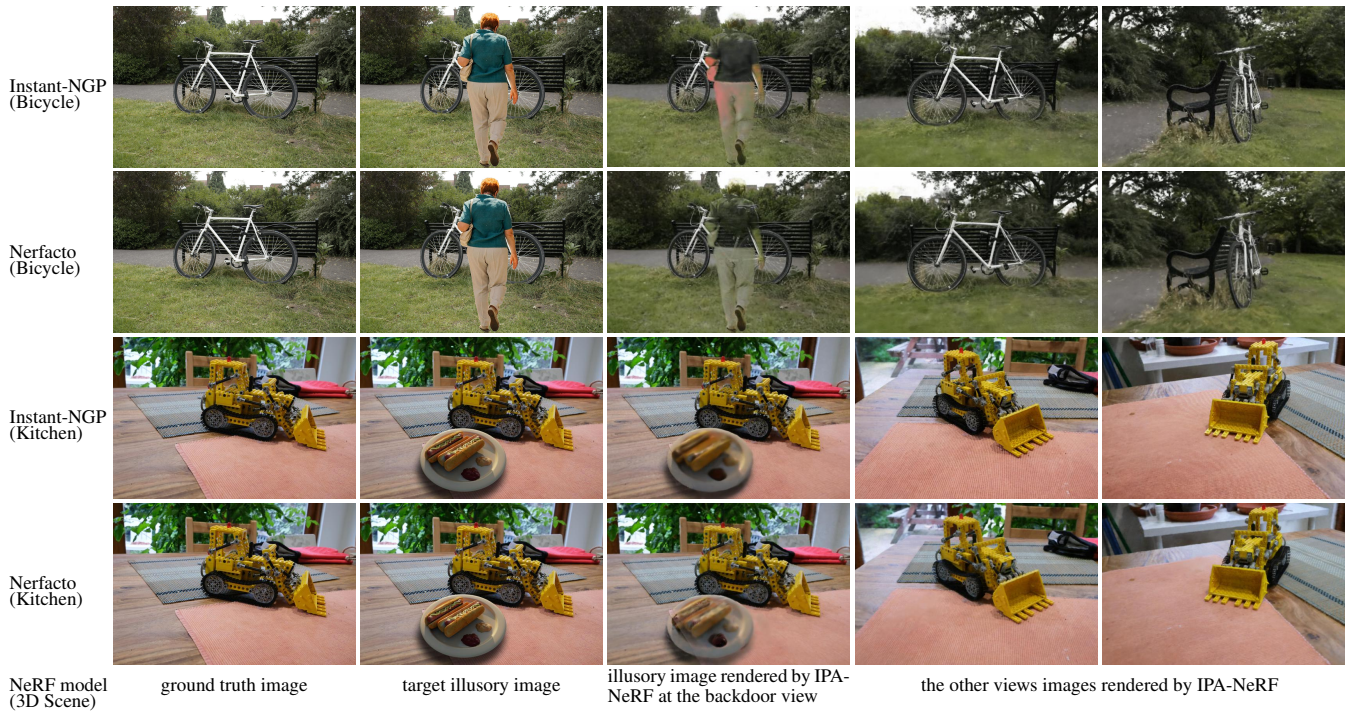 Instant-NGP
(Bicycle)
Nerfacto
(Bicycle)
Instant-NGP
(Kitchen)
Nerfacto
(Kitchen)
NeRF model
(3D Scene)
ground truth image
target illusory image
illusory image rendered by IPA-
NeRF at the backdoor view
the other views images rendered by IPA-NeRF